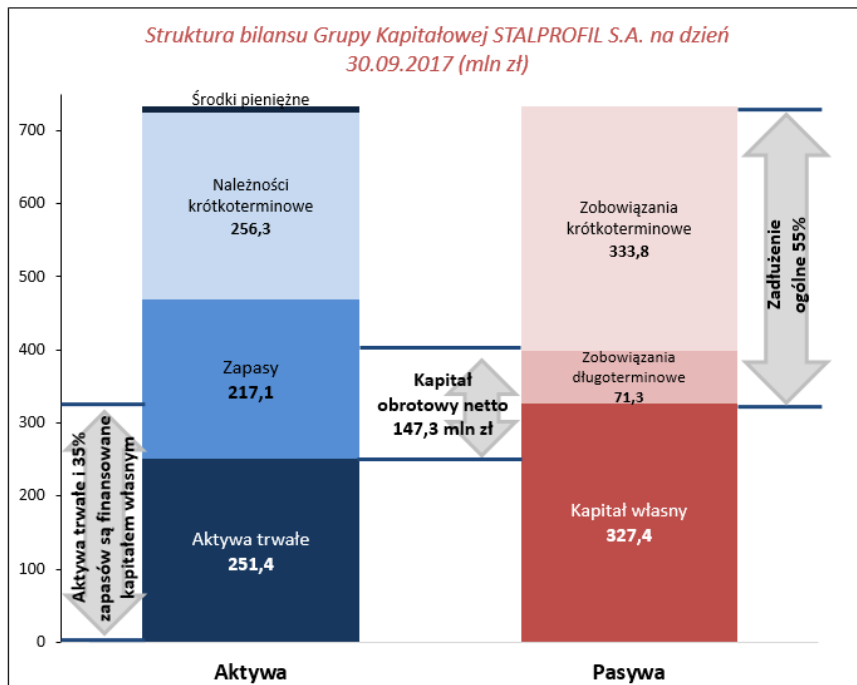 Struktura bilansu Grupy Kapitałowej STALPROFIL S.A. na dzień
30.09.2017 (mln zł)
700
600
500
400
300
200
100
0
Środki pieniężne
Należności
krótkoterminowe
256,3
Zapasy
217,1
Aktywa trwałe
251,4
Aktywa trwałe i 35%
zapasów są finansowane
kapitałem własnym
Kapitał
obrotowy netto
147,3 mln zł
Zobowiązania
krótkoterminowe
333,8
Zobowiązania
długoterminowe
71,3
Kapitał własny
327,4
Zadłużenie
ogólne 55%
Aktywa
Pasywa